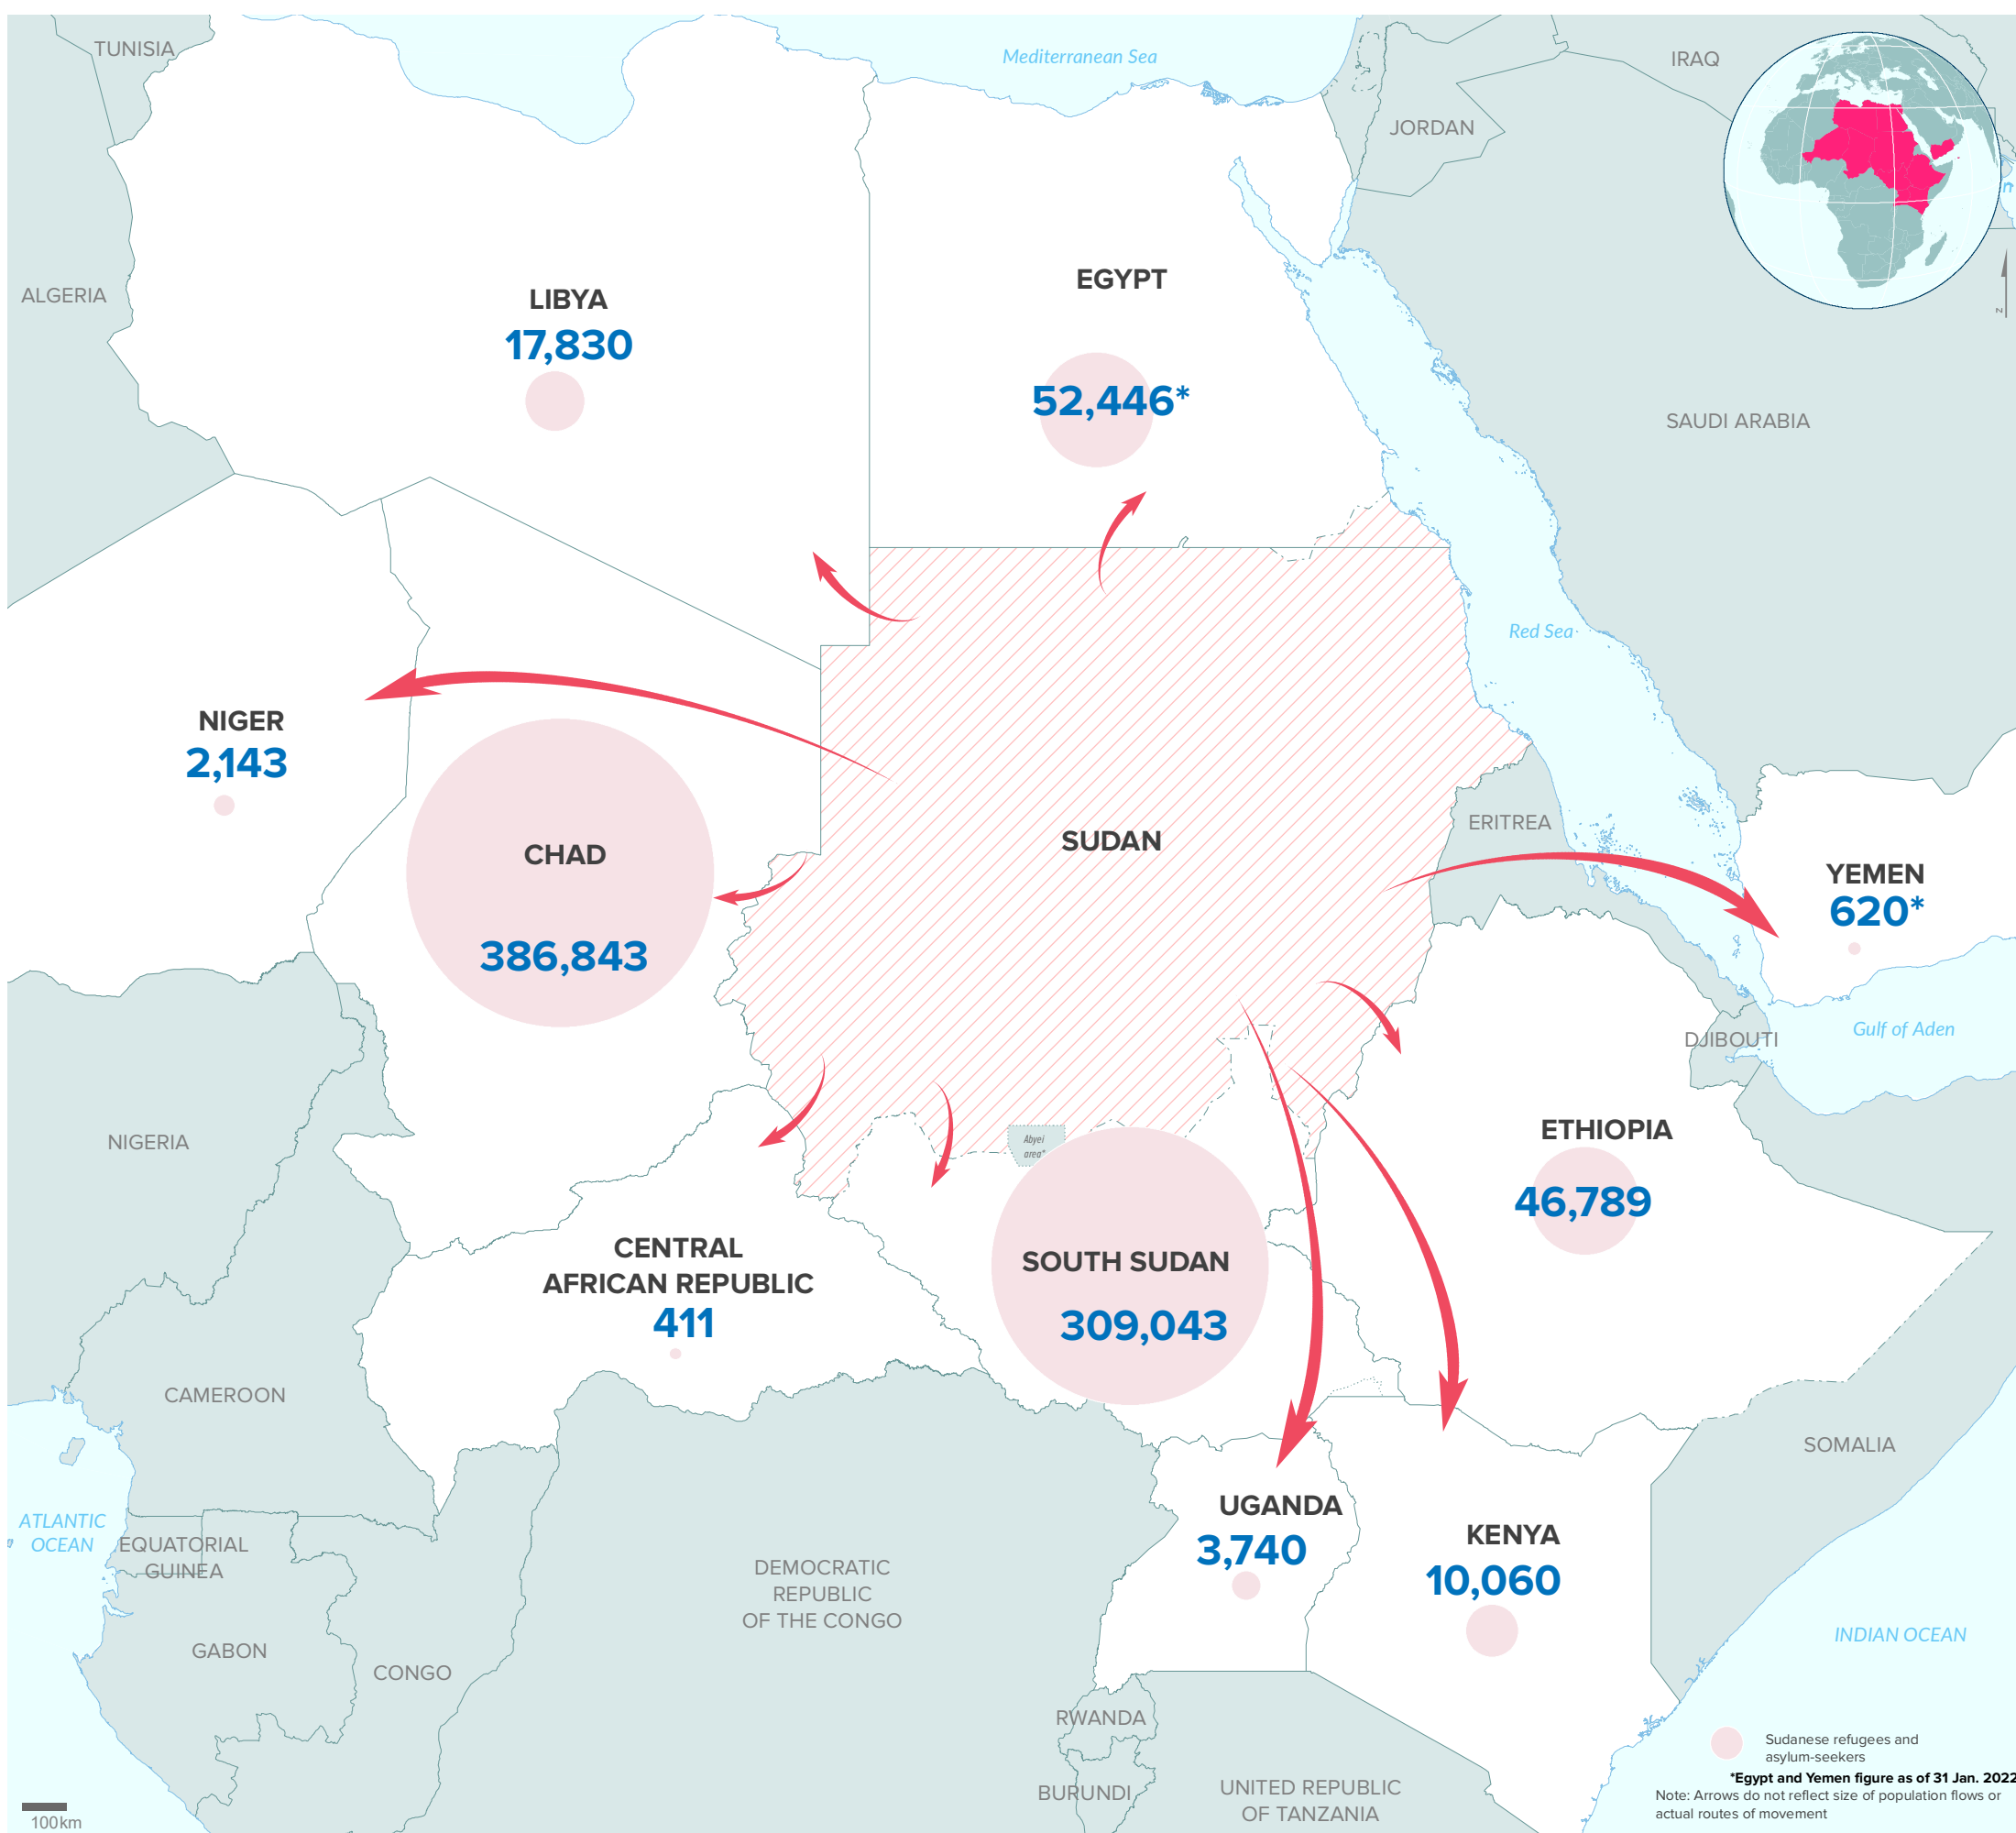 TUNISIA
Mediterranean Sea
IRAQ
JORDAN
ALGERIA
LIBYA
17,830
EGYPT
52,446*
SAUDI ARABIA
N
Red Sea
NIGER
2,143
CHAD
386,843
SUDAN
ERITREA
YEMEN
620*
Gulf of Aden
DJIBOUTI
NIGERIA
Abyei
area*
ETHIOPIA
46,789
CENTRAL
AFRICAN REPUBLIC
411
SOUTH SUDAN
309,043
CAMEROON
SOMALIA
ATLANTIC
OCEAN
EQUATORIAL
GUINEA
UGANDA
3,740
KENYA
10,060
DEMOCRATIC
REPUBLIC
OF THE CONGO
GABON
CONGO
INDIAN OCEAN
RWANDA
BURUNDI
UNITED REPUBLIC
OF TANZANIA
Sudanese refugees and
asylum-seekers
*Egypt and Yemen figure as of 31 Jan. 2022
Note: Arrows do not reflect size of population flows or
actual routes of movement
100km